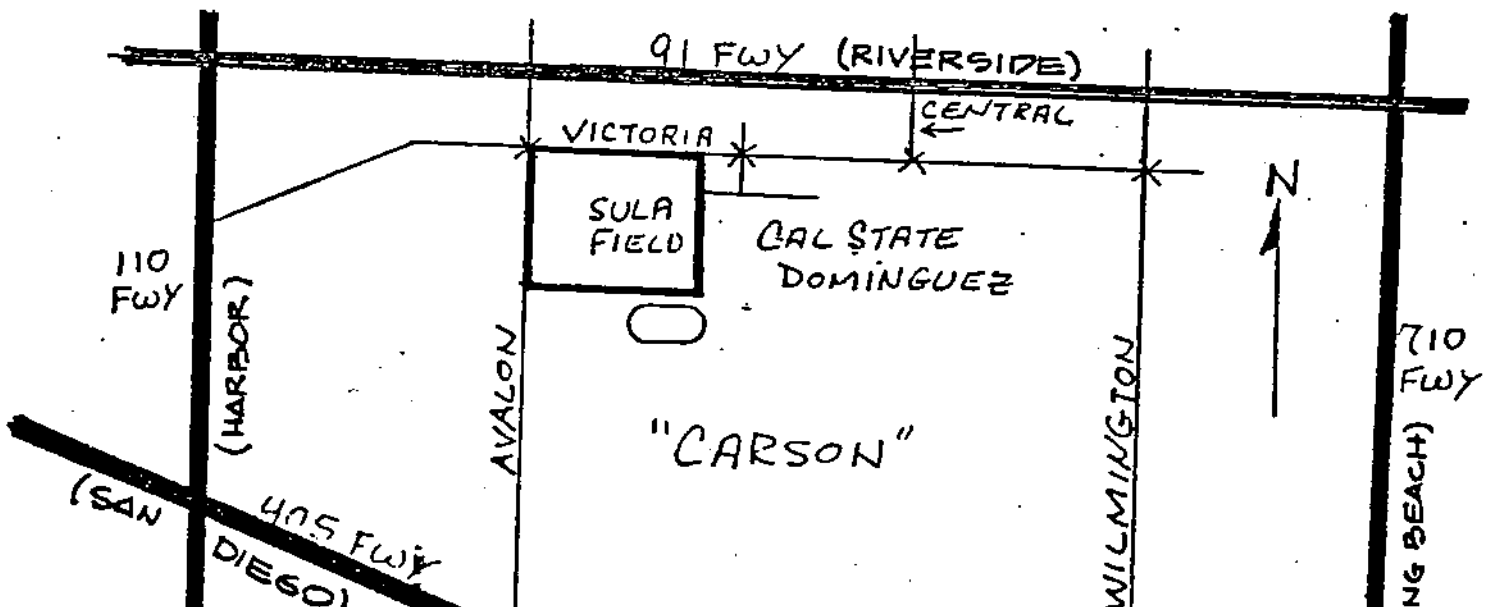 91 FWY (RIVERSIDE)
CENTRAL
VICTORIA
N
SULA
FIELD
CAL STATE
DOMINGUEZ
110
FWY
(HARBOR)
AVALON
WILMINGTON
710
FWY
"CARSON"
NG BEACH)
(SAN DIEGO)
405 FWY